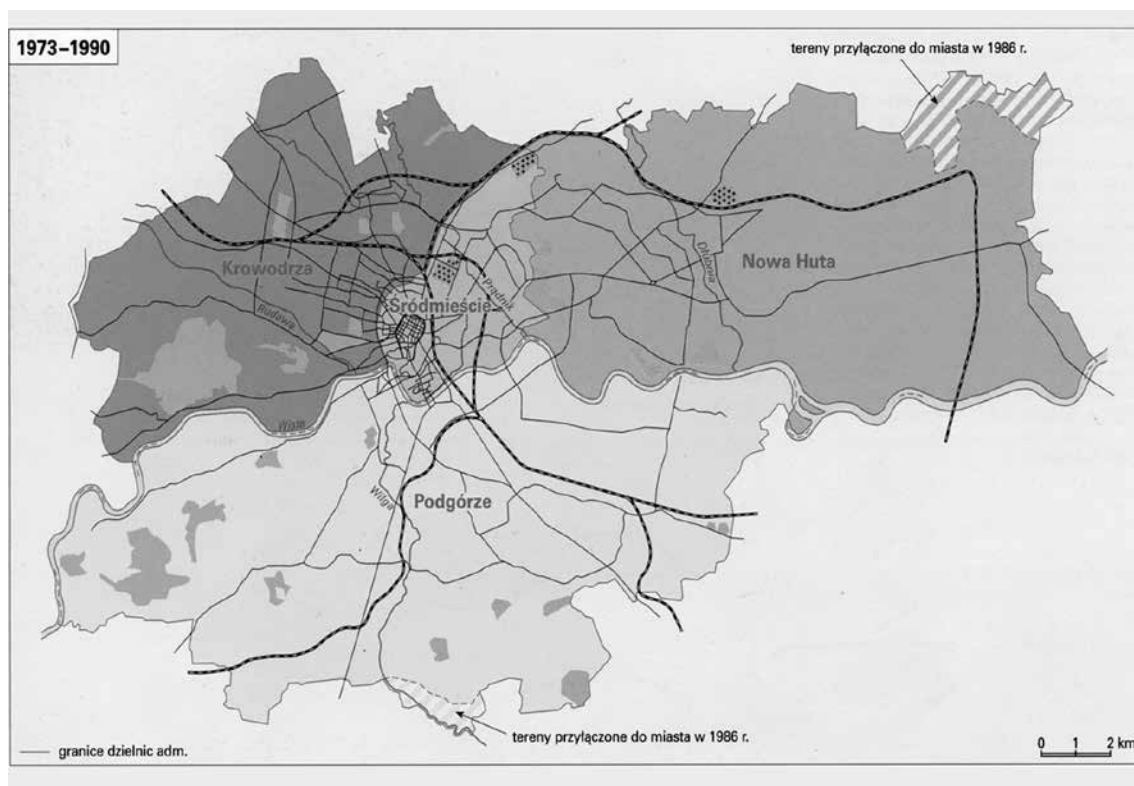 1973–1990
tereny przyłączone do miasta w 1986 r.
Krowodrza
Nowa Huta
Dłubnia
Prądnik
Śródmieście
Rudawa
Wisła
Wilga
Podgórze
tereny przyłączone do miasta w 1986 r.
granice dzielnic adm.
0 1 2 km